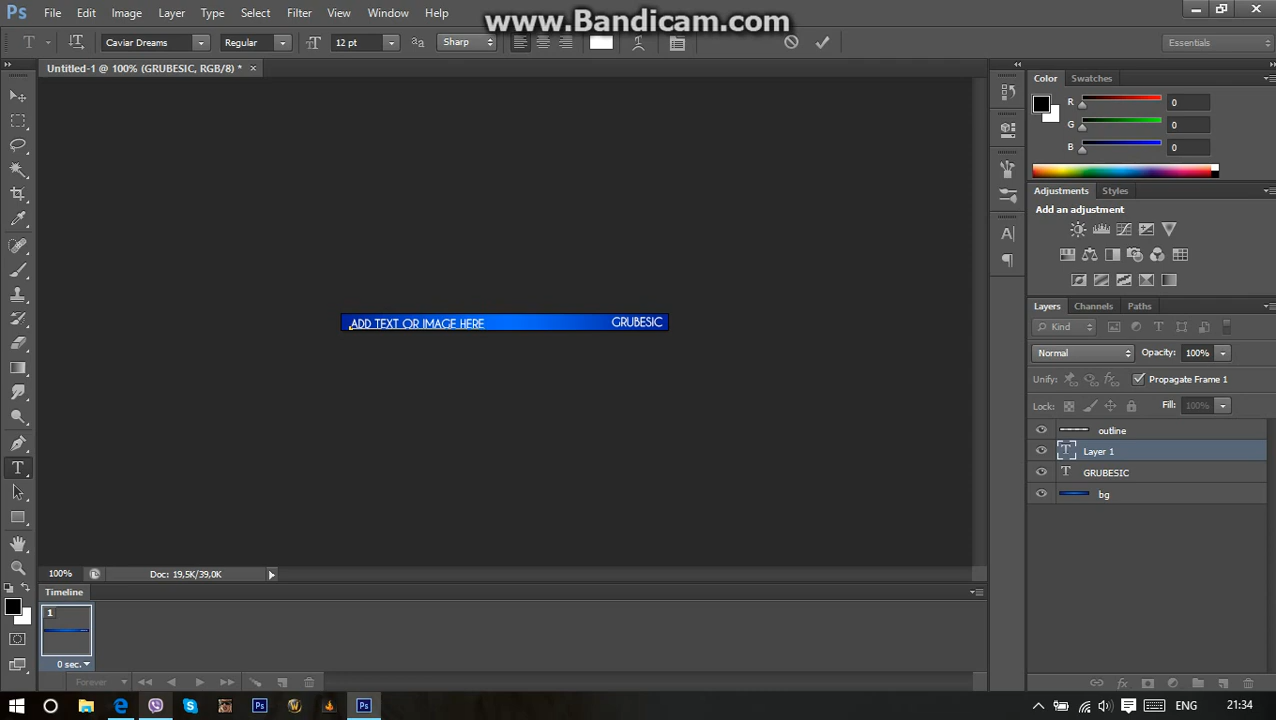 www.Bandicam.com
Ps File Edit Image Layer Type Select Filter View Window Help
T Caviar Dreams Regular 12 pt Sharp Essentials
Untitled-1 @ 100% (GRUBESIC, RGB/8) * ×
Color Swatches
R 0
G 0
B 0
Adjustments Styles
Add an adjustment
ADD TEXT OR IMAGE HERE GRUBESIC
Layers Channels Paths
Kind
Normal Opacity: 100%
Unify: Propagate Frame 1
Lock: Fill: 100%
outline
T Layer 1
T GRUBESIC
bg
100% Doc: 19,5K/39,0K
Timeline
1
0 sec.
Forever
ENG 21:34